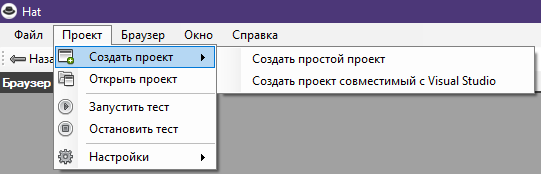 Hat
Файл Проект Браузер Окно Справка
Наза
Создать проект
Создать простой проект
Открыть проект
Создать проект совместимый с Visual Studio
Браузер
Запустить тест
Остановить тест
Настройки